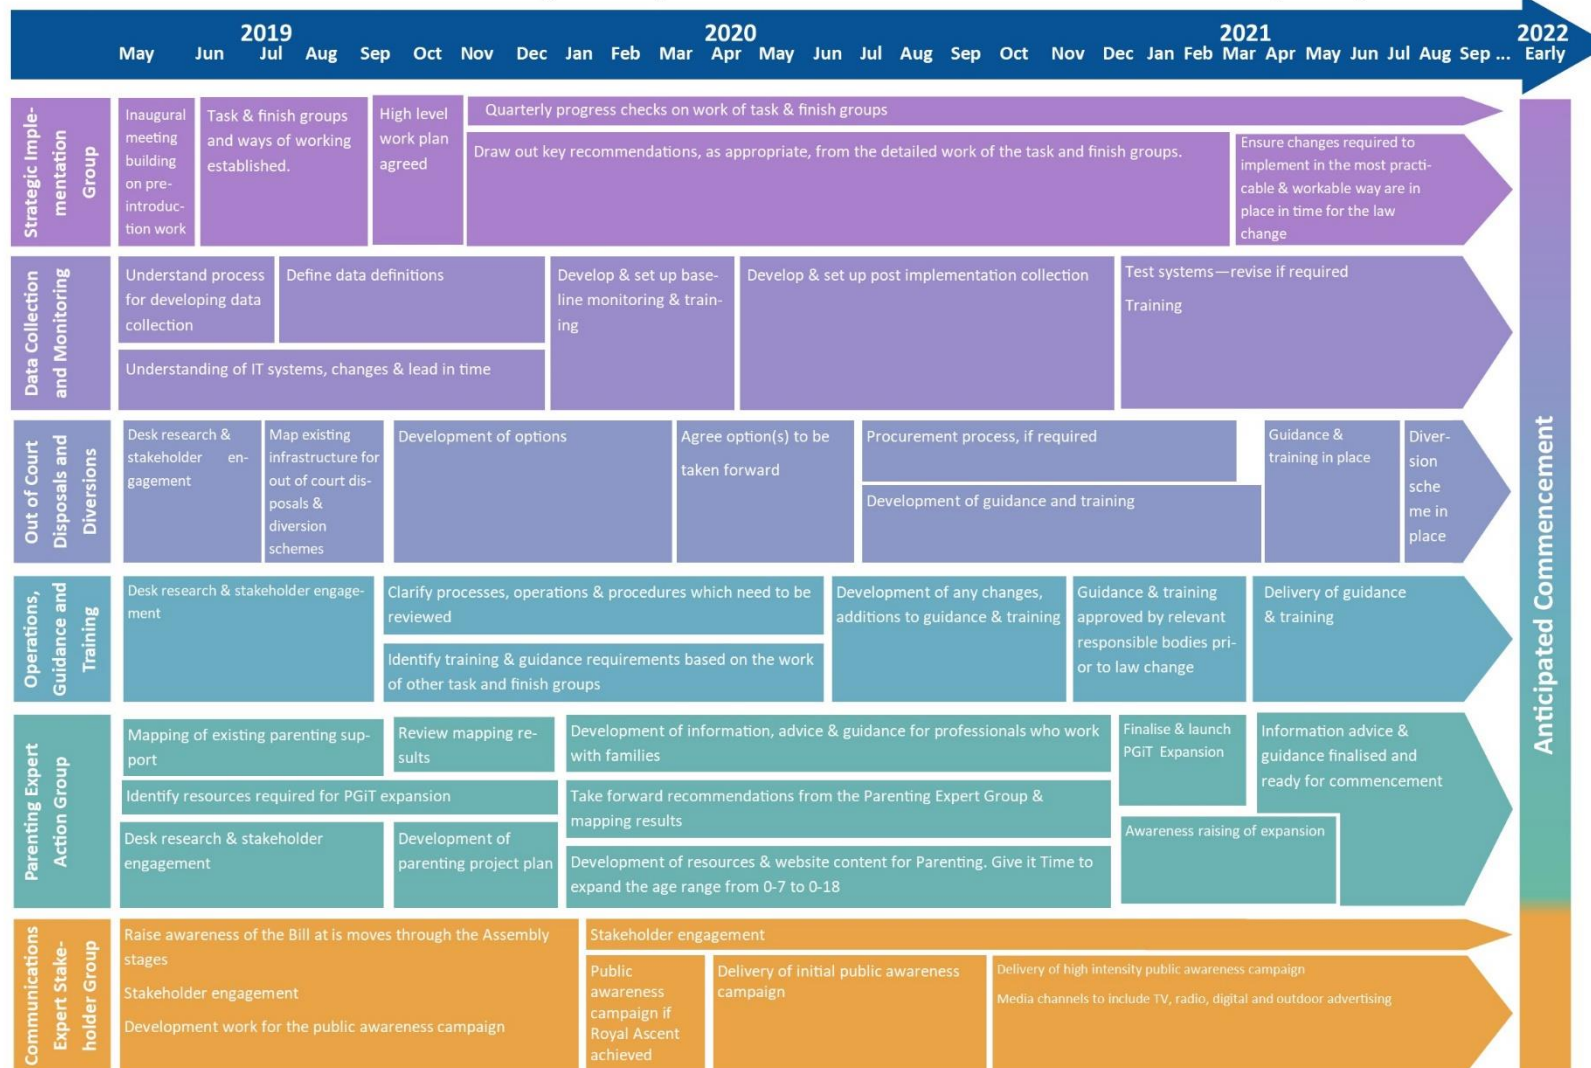 2019
2020
2021
2022
May Jun Jul Aug Sep Oct Nov Dec Jan Feb Mar Apr May Jun Jul Aug Sep Oct Nov Dec Jan Feb Mar Apr May Jun Jul Aug Sep ... Early
Strategic Imple-
mentation
Group
Inaugural
meeting
building
on pre-
introduc-
tion work
Task & finish groups
and ways of working
established.
High level
work plan
agreed
Quarterly progress checks on work of task & finish groups
Draw out key recommendations, as appropriate, from the detailed work of the task and finish groups.
Ensure changes required to
implement in the most practi-
cable & workable way are in
place in time for the law
change
Data Collection
and Monitoring
Understand process
for developing data
collection
Define data definitions
Understanding of IT systems, changes & lead in time
Develop & set up base-
line monitoring & train-
ing
Develop & set up post implementation collection
Test systems—revise if required
Training
Out of Court
Disposals and
Diversions
Desk research &
stakeholder en-
gagement
Map existing
infrastructure for
out of court dis-
posals &
diversion
schemes
Development of options
Agree option(s) to be
taken forward
Procurement process, if required
Development of guidance and training
Guidance &
training in place
Diver-
sion
sche
me in
place
Operations,
Guidance and
Training
Desk research & stakeholder engage-
ment
Clarify processes, operations & procedures which need to be
reviewed
Identify training & guidance requirements based on the work
of other task and finish groups
Development of any changes,
additions to guidance & training
Guidance & training
approved by relevant
responsible bodies pri-
or to law change
Delivery of guidance
& training
Parenting Expert
Action Group
Mapping of existing parenting sup-
port
Review mapping re-
sults
Identify resources required for PGiT expansion
Desk research & stakeholder
engagement
Development of
parenting project plan
Development of information, advice & guidance for professionals who work
with families
Take forward recommendations from the Parenting Expert Group &
mapping results
Development of resources & website content for Parenting. Give it Time to
expand the age range from 0-7 to 0-18
Finalise & launch
PGiT Expansion
Awareness raising of expansion
Information advice &
guidance finalised and
ready for commencement
Communications
Expert Stake-
holder Group
Raise awareness of the Bill at is moves through the Assembly
stages
Stakeholder engagement
Development work for the public awareness campaign
Stakeholder engagement
Public
awareness
campaign if
Royal Ascent
achieved
Delivery of initial public awareness
campaign
Delivery of high intensity public awareness campaign
Media channels to include TV, radio, digital and outdoor advertising
Anticipated Commencement